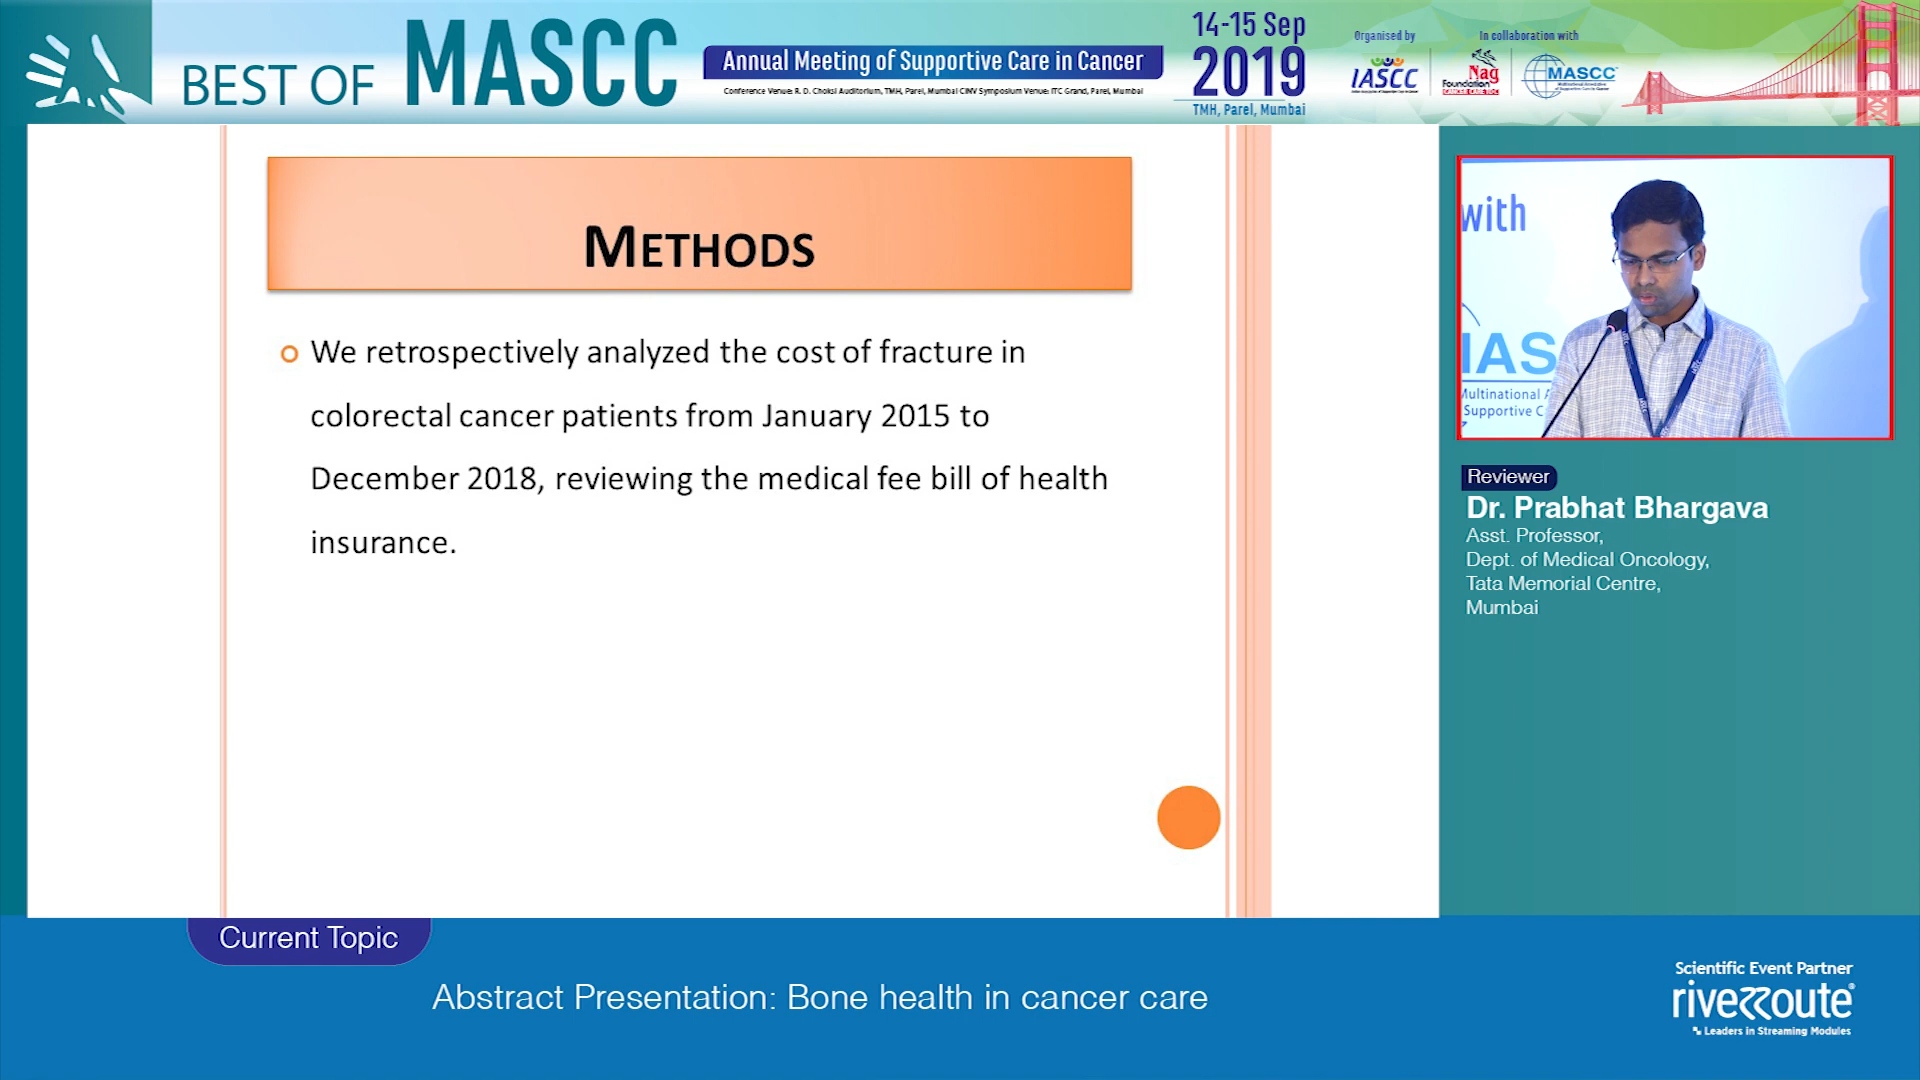 BEST OF MASCC
Annual Meeting of Supportive Care in Cancer
Conference Venue: R. D. Choksi Auditorium, TMH, Parel, Mumbai CINV Symposium Venue: ITC Grand, Parel, Mumbai
14-15 Sep
2019
TMH, Parel, Mumbai
Organised by
IASCC
In collaboration with
Nag
Foundation
MASCC
METHODS
We retrospectively analyzed the cost of fracture in
colorectal cancer patients from January 2015 to
December 2018, reviewing the medical fee bill of health
insurance.
with
IAS
Multinational
Supportive C
Reviewer
Dr. Prabhat Bhargava
Asst. Professor,
Dept. of Medical Oncology,
Tata Memorial Centre,
Mumbai
Current Topic
Abstract Presentation: Bone health in cancer care
Scientific Event Partner
riverroute
Leaders in Streaming Modules